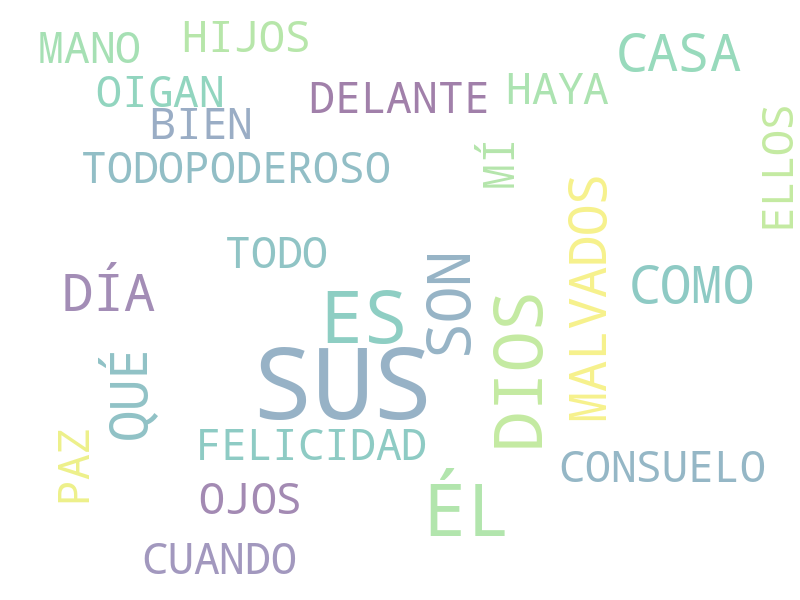 MANO
HIJOS
CASA
OIGAN
DELANTE
HAYA
BIEN
ELLOS
TODOPODEROSO
MÍ
TODO
SON
MALVADOS
DÍA
COMO
ES
DIOS
SUS
QUÉ
PAZ
FELICIDAD
CONSUELO
OJOS
ÉL
CUANDO